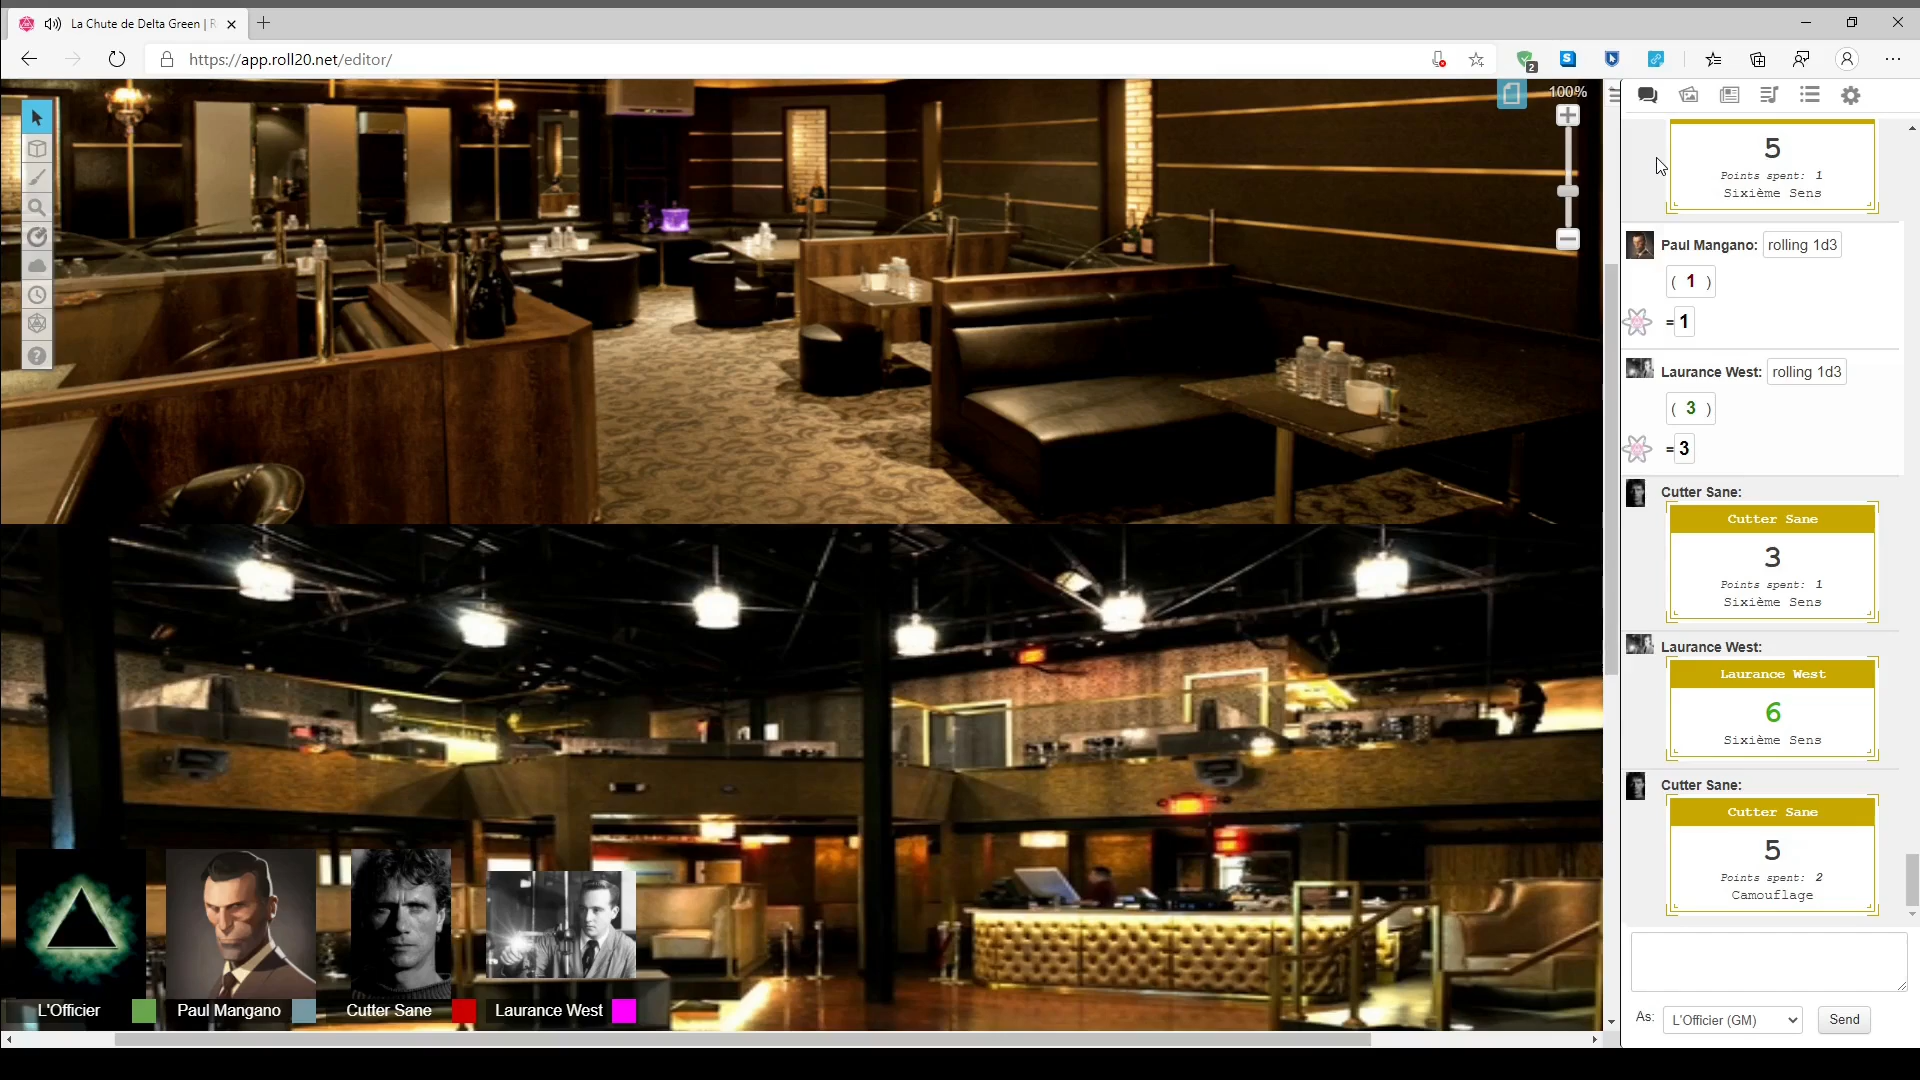 La Chute de Delta Green | R
https://app.roll20.net/editor/
2
100%
5
Points spent: 1
Sixième Sens
Paul Mangano: rolling 1d3
( 1 )
=1
Laurance West: rolling 1d3
( 3 )
=3
Cutter Sane:
Cutter Sane
3
Points spent: 1
Sixième Sens
Laurance West:
Laurance West
6
Sixième Sens
Cutter Sane:
Cutter Sane
5
Points spent: 2
Camouflage
L'Officier
Paul Mangano
Cutter Sane
Laurance West
As: L'Officier (GM) Send